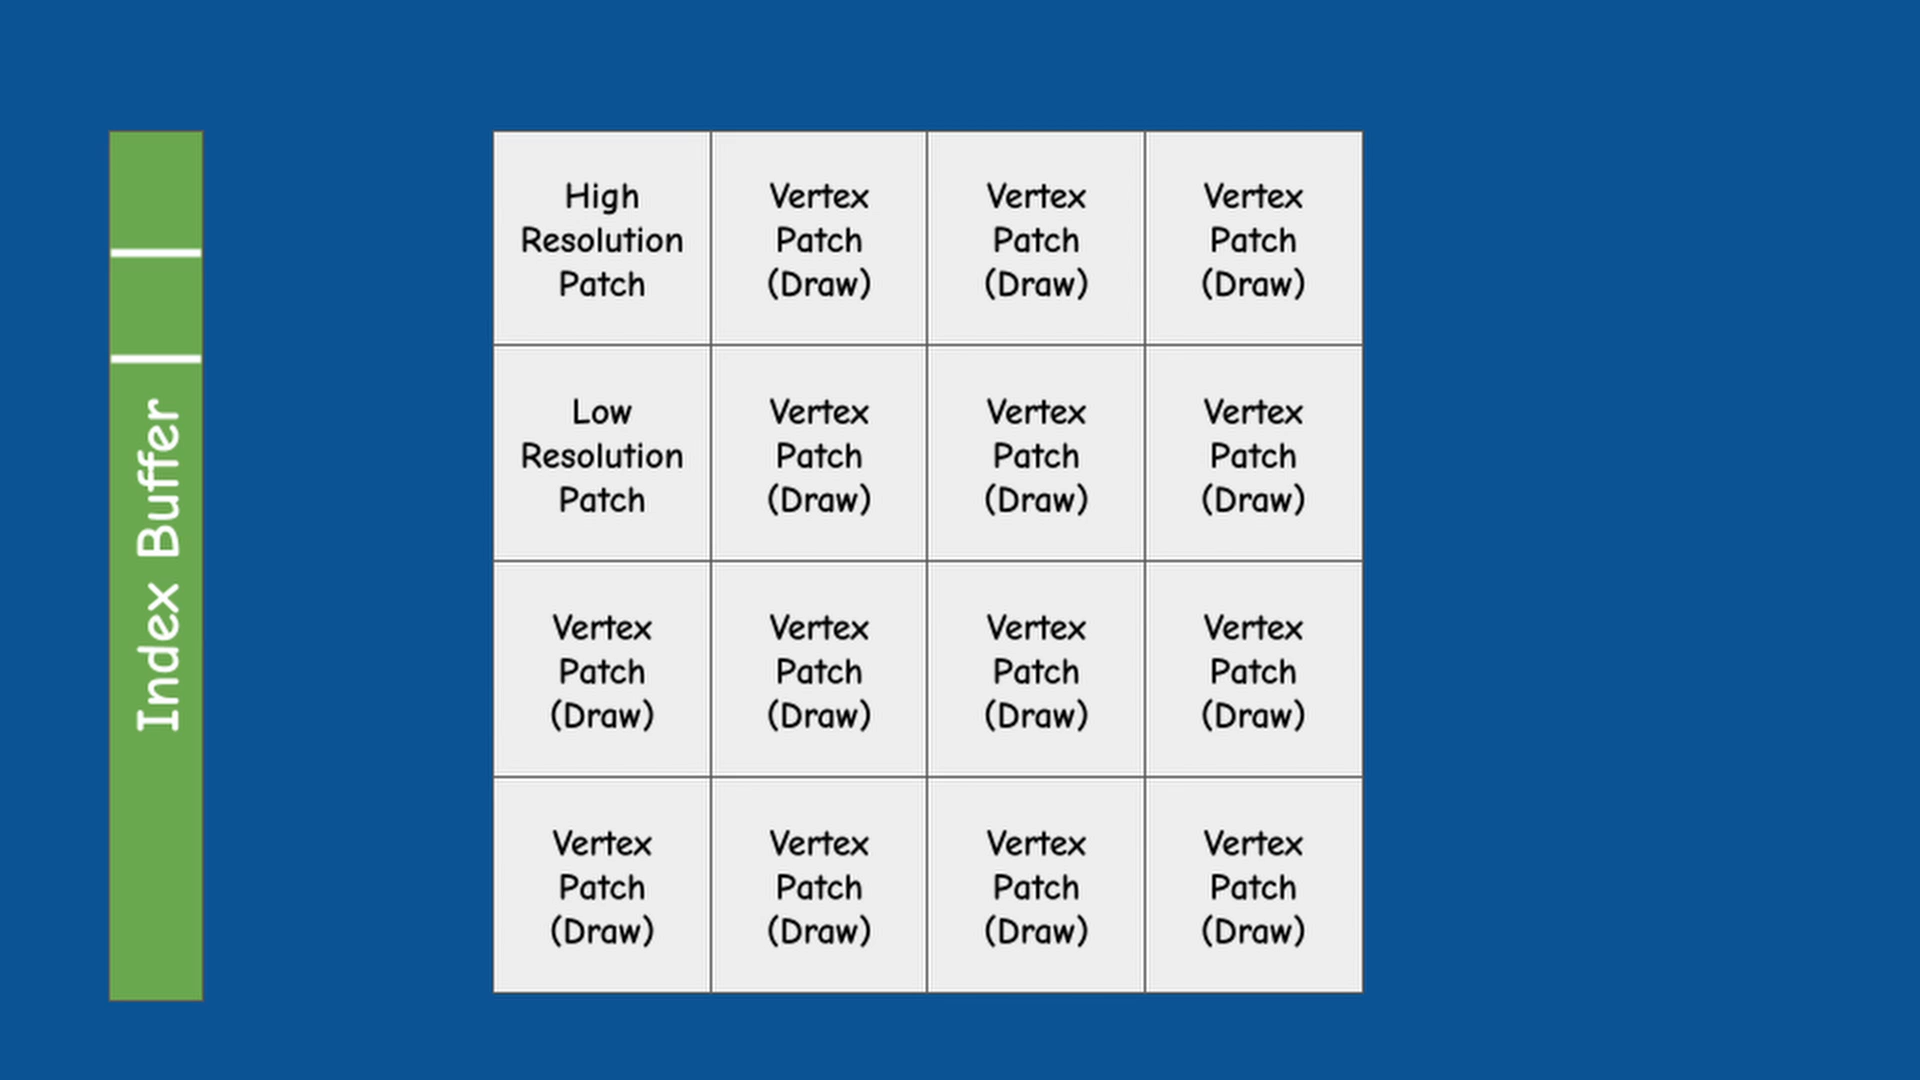 Index Buffer
High
Resolution
Patch
Vertex
Patch
(Draw)
Vertex
Patch
(Draw)
Vertex
Patch
(Draw)
Low
Resolution
Patch
Vertex
Patch
(Draw)
Vertex
Patch
(Draw)
Vertex
Patch
(Draw)
Vertex
Patch
(Draw)
Vertex
Patch
(Draw)
Vertex
Patch
(Draw)
Vertex
Patch
(Draw)
Vertex
Patch
(Draw)
Vertex
Patch
(Draw)
Vertex
Patch
(Draw)
Vertex
Patch
(Draw)